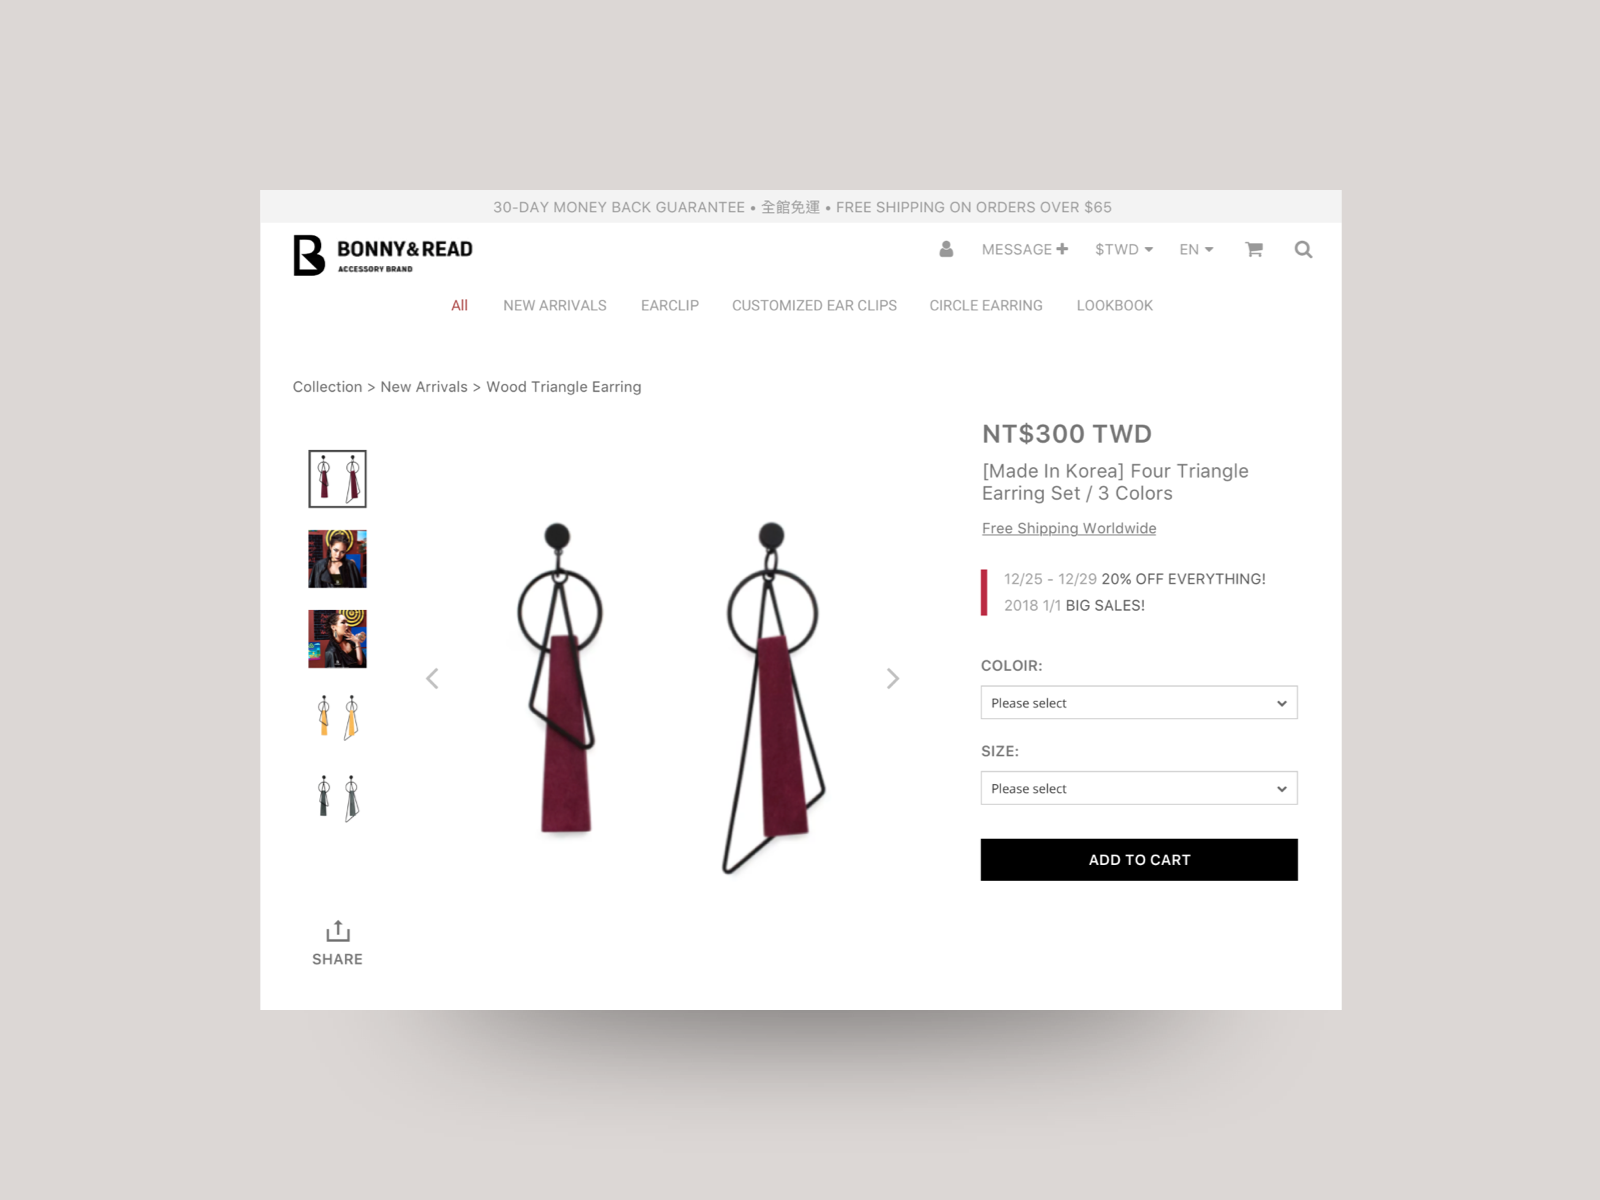 30-DAY MONEY BACK GUARANTEE • 全館免運 • FREE SHIPPING ON ORDERS OVER $65
BONNY&READ
ACCESSORY BRAND
MESSAGE
$TWD
EN
All
NEW ARRIVALS
EARCLIP
CUSTOMIZED EAR CLIPS
CIRCLE EARRING
LOOKBOOK
Collection > New Arrivals > Wood Triangle Earring
NT$300 TWD
[Made In Korea] Four Triangle
Earring Set / 3 Colors
Free Shipping Worldwide
12/25 - 12/29 20% OFF EVERYTHING!
2018 1/1 BIG SALES!
COLOIR:
Please select
SIZE:
Please select
ADD TO CART
SHARE